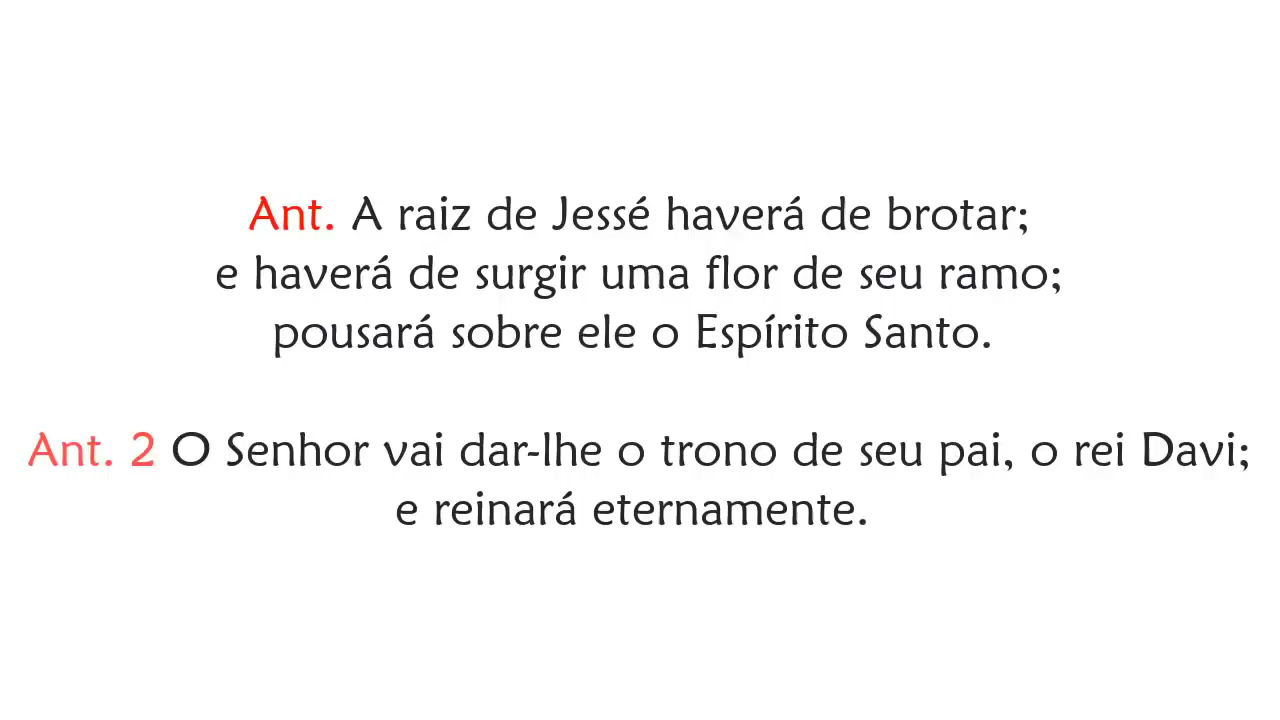 Ant. A raiz de Jessé haverá de brotar;
e haverá de surgir uma flor de seu ramo;
pousará sobre ele o Espírito Santo.
Ant. 2 O Senhor vai dar-lhe o trono de seu pai, o rei Davi;
e reinará eternamente.